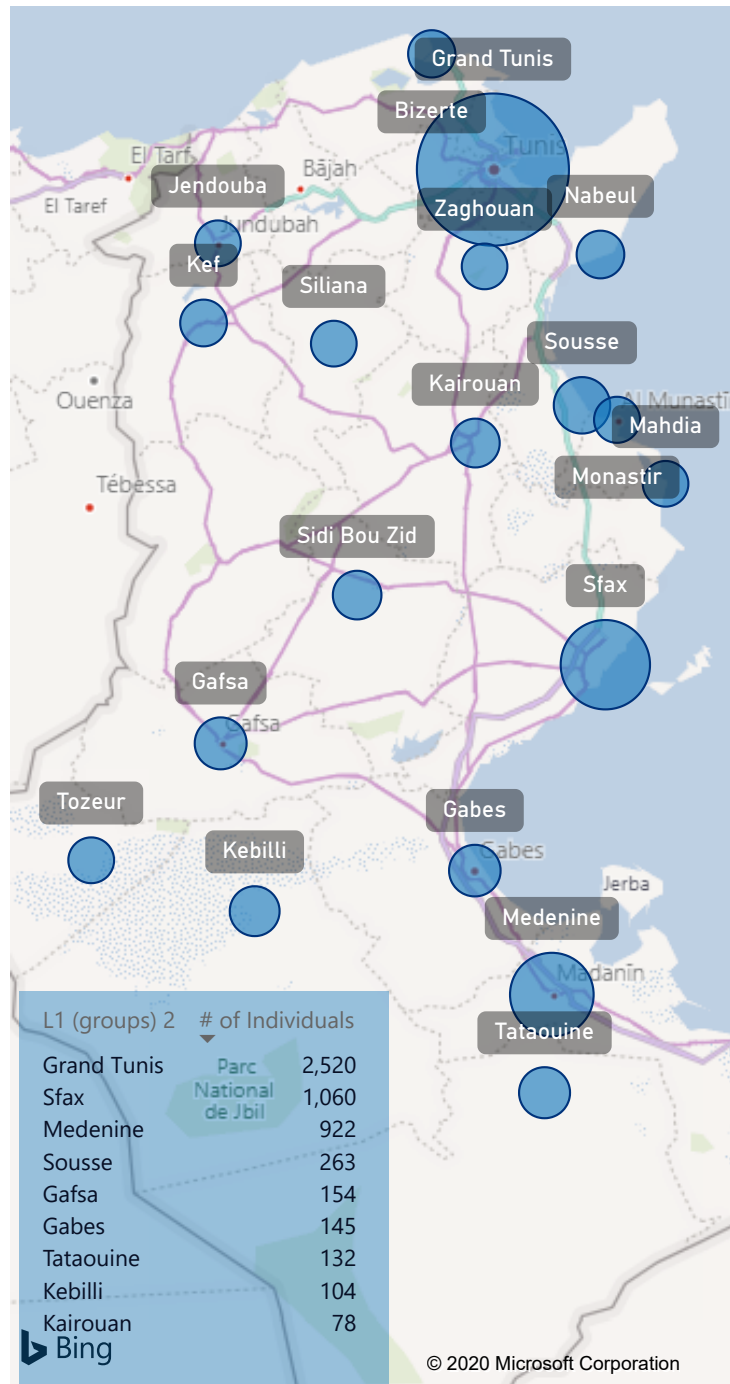 Grand Tunis
Bizerte
Tunis
El Tarf
Bājah
Jendouba
Nabeul
El Taref
Zaghouan
Jundubah
Kef
Siliana
Sousse
Ouenza
Kairouan
Al Munastī
Mahdia
Tébessa
Monastir
Sidi Bou Zid
Sfax
Gafsa
Gafsa
Tozeur
Gabes
Kebilli
Gabes
Jerba
Medenine
Madanīn
Tataouine
L1 (groups) 2 # of Individuals
Grand Tunis 2,520
Sfax 1,060
Medenine 922
Sousse 263
Gafsa 154
Gabes 145
Tataouine 132
Kebilli 104
Kairouan 78
Parc
National
de Jbil
Bing
© 2020 Microsoft Corporation